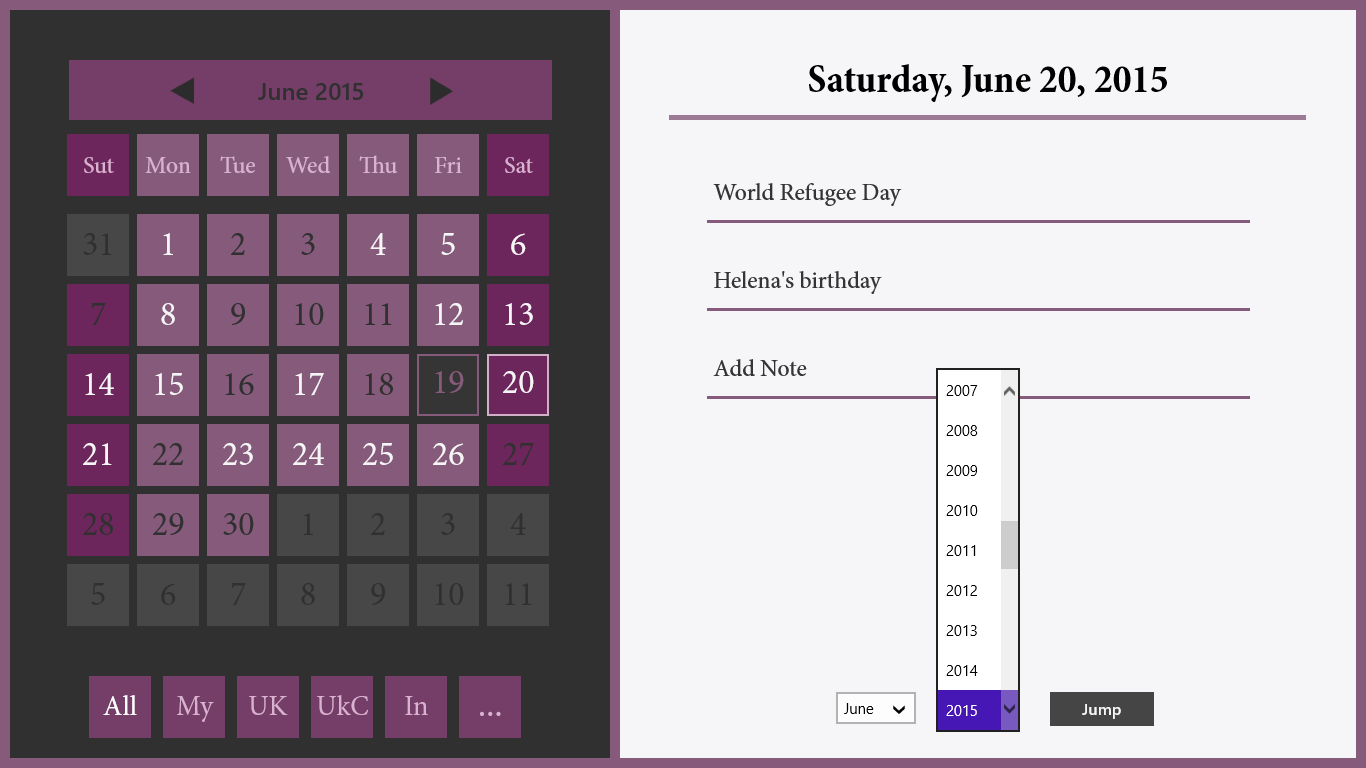 June 2015
Sut Mon Tue Wed Thu Fri Sat
31 1 2 3 4 5 6
7 8 9 10 11 12 13
14 15 16 17 18 19 20
21 22 23 24 25 26 27
28 29 30 1 2 3 4
5 6 7 8 9 10 11
All My UK UkC In ...
Saturday, June 20, 2015
World Refugee Day
Helena's birthday
Add Note
2007
2008
2009
2010
2011
2012
2013
2014
June 2015 Jump